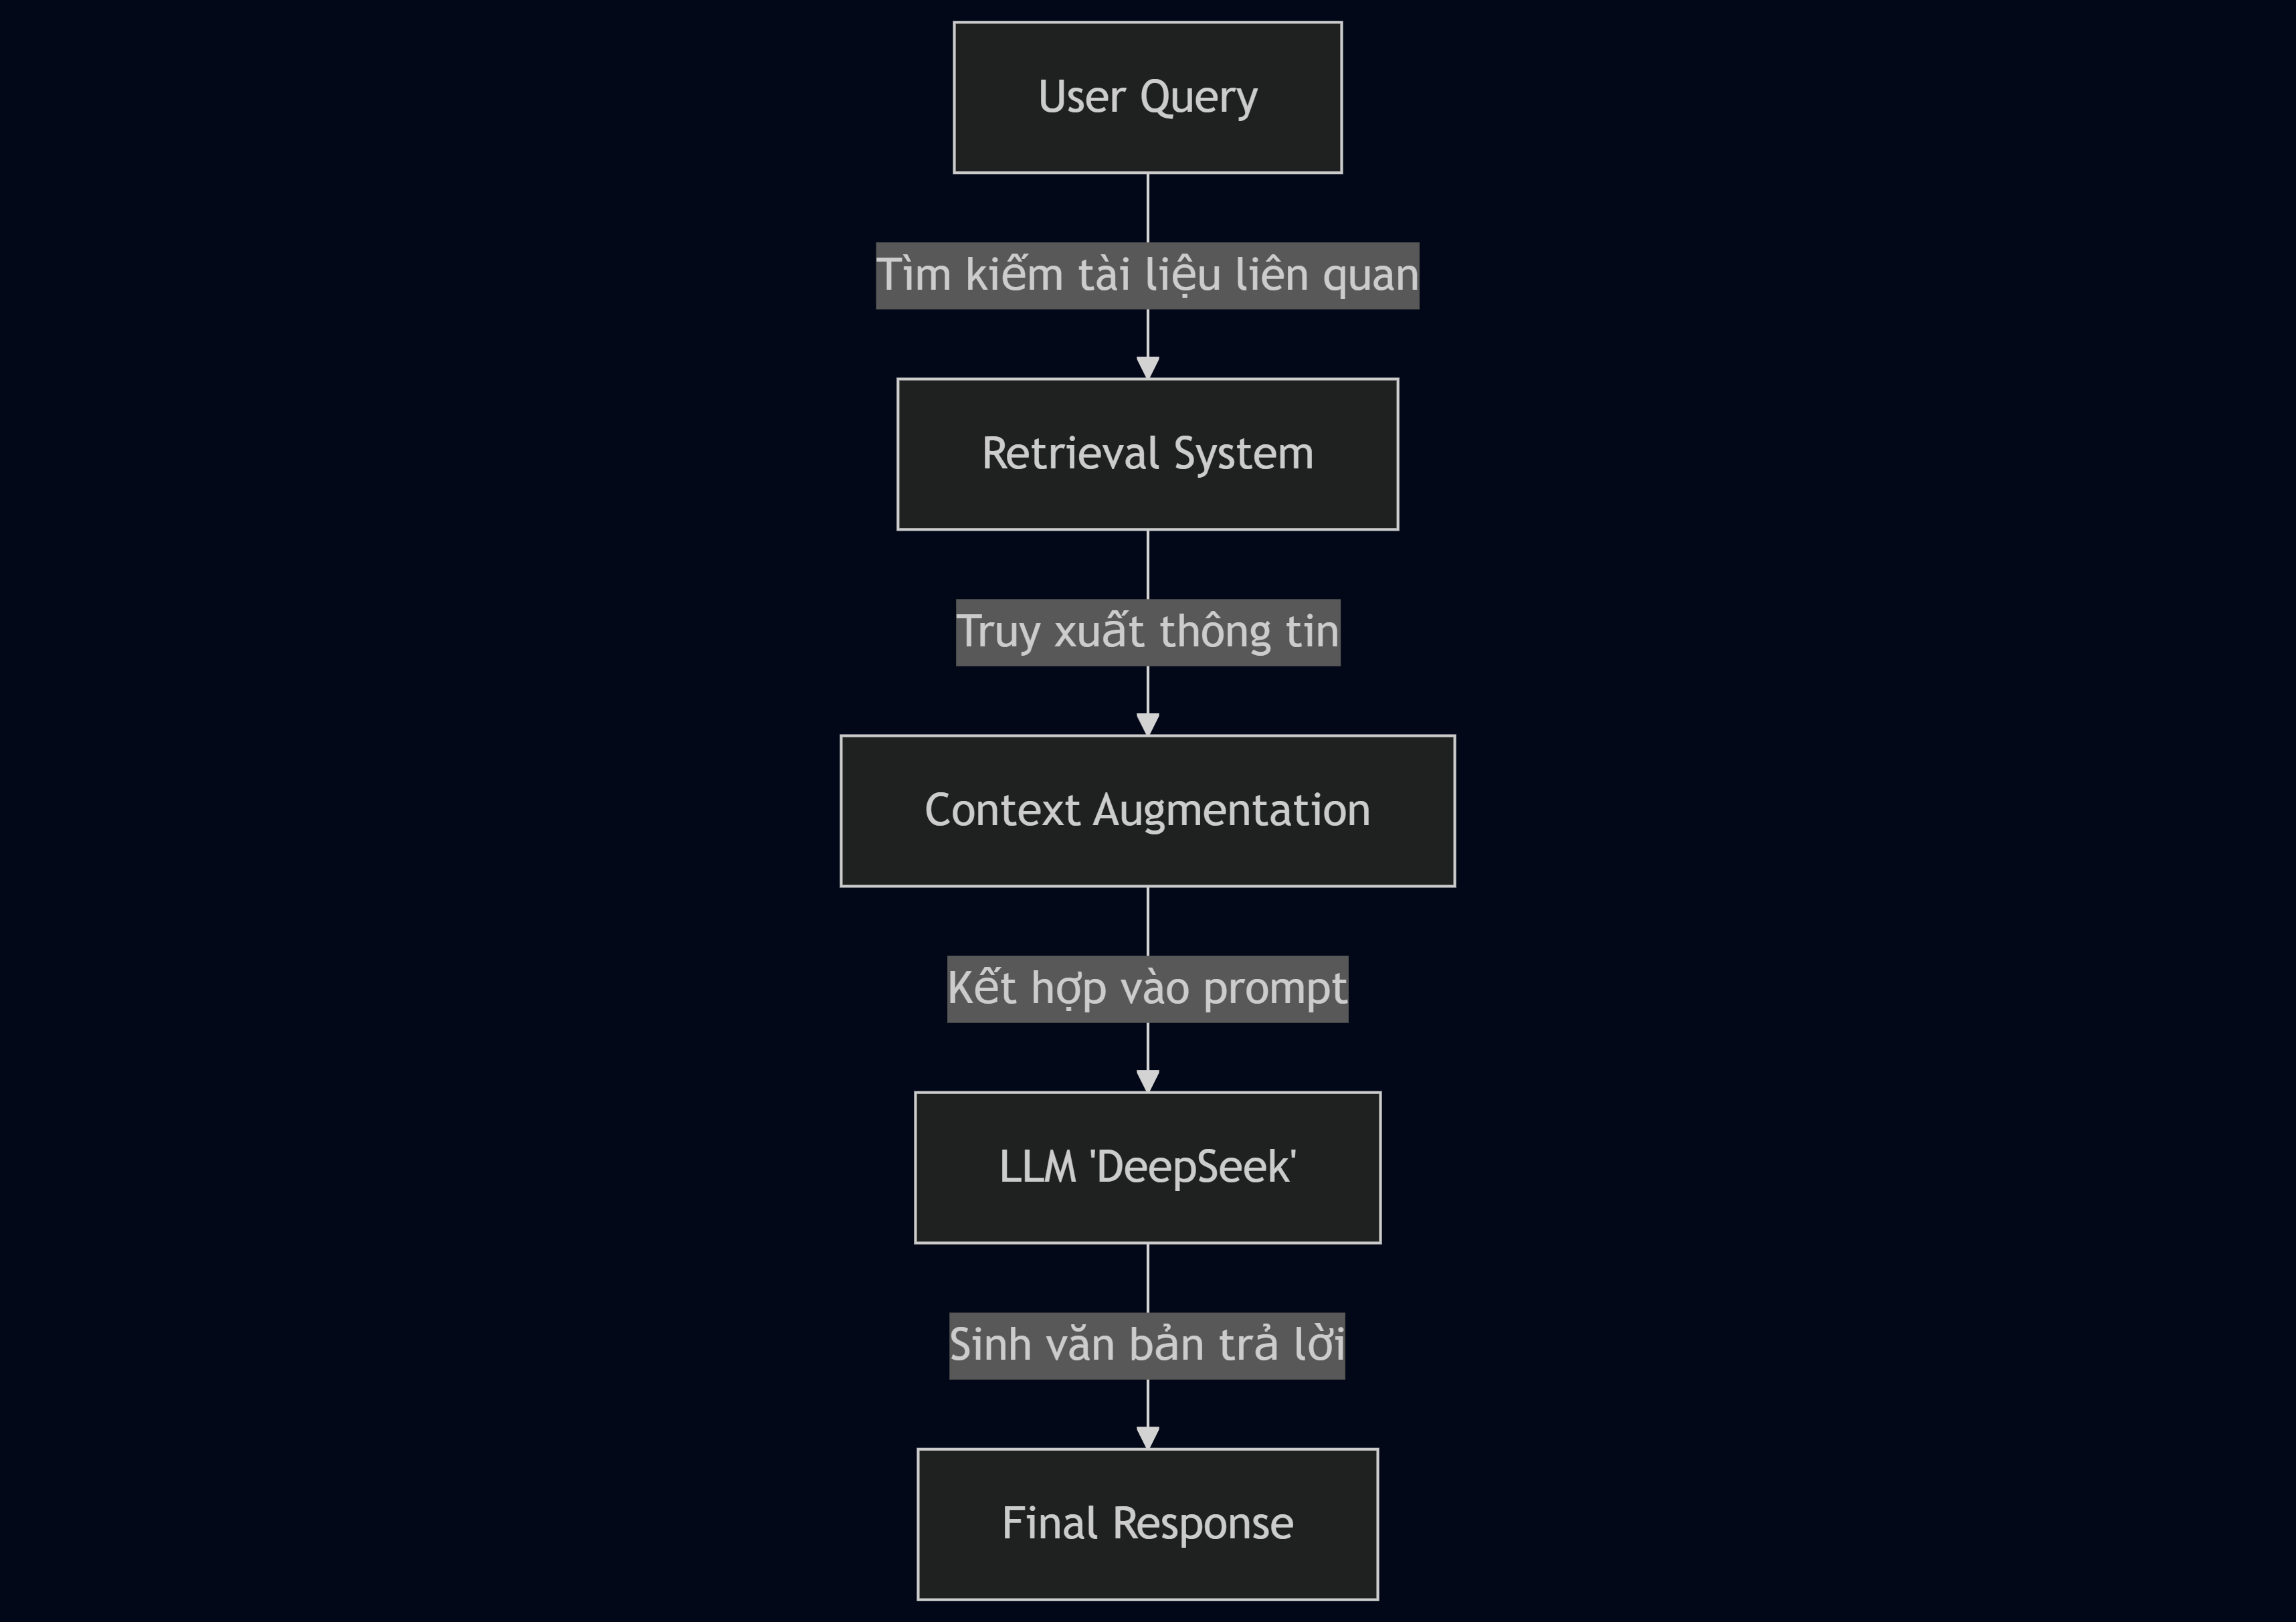 User Query
Tìm kiếm tài liệu liên quan
Retrieval System
Truy xuất thông tin
Context Augmentation
Kết hợp vào prompt
LLM 'DeepSeek'
Sinh văn bản trả lời
Final Response